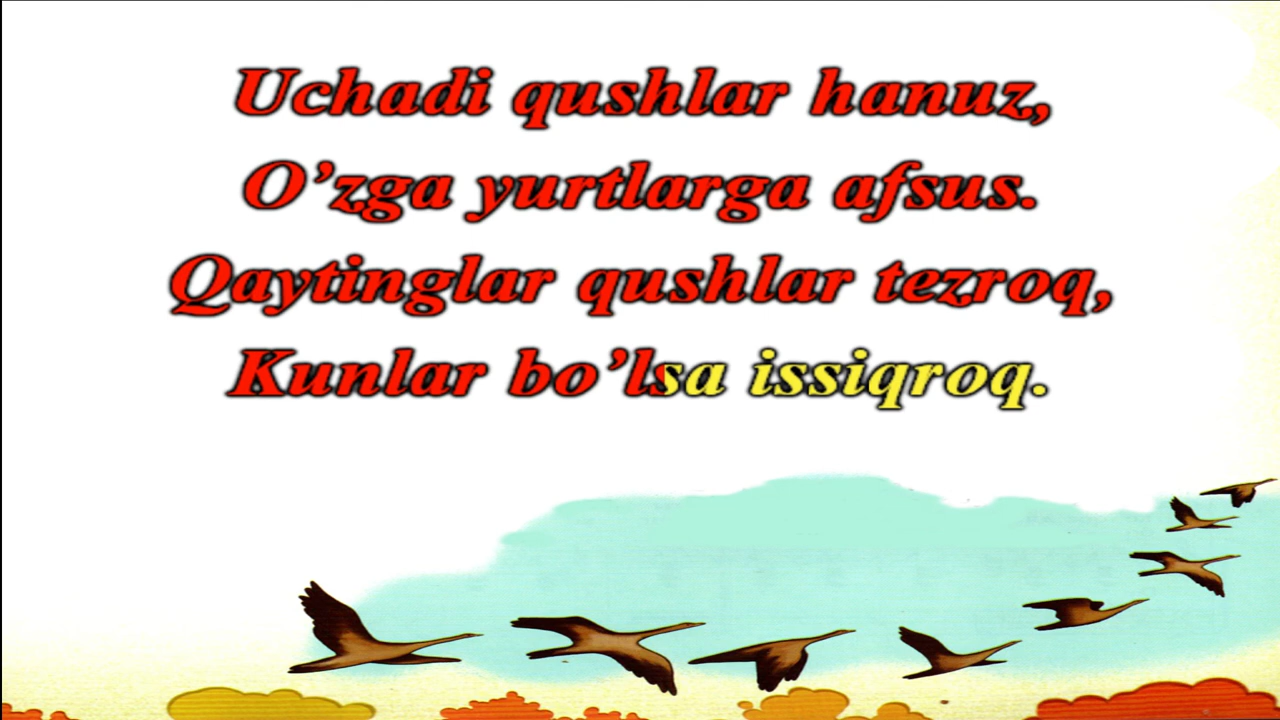 Uchadi qushlar hanuz,
O’zga yurtlarga afsus.
Qaytinglar qushlar tezroq,
Kunlar bo’lsa issiqroq.